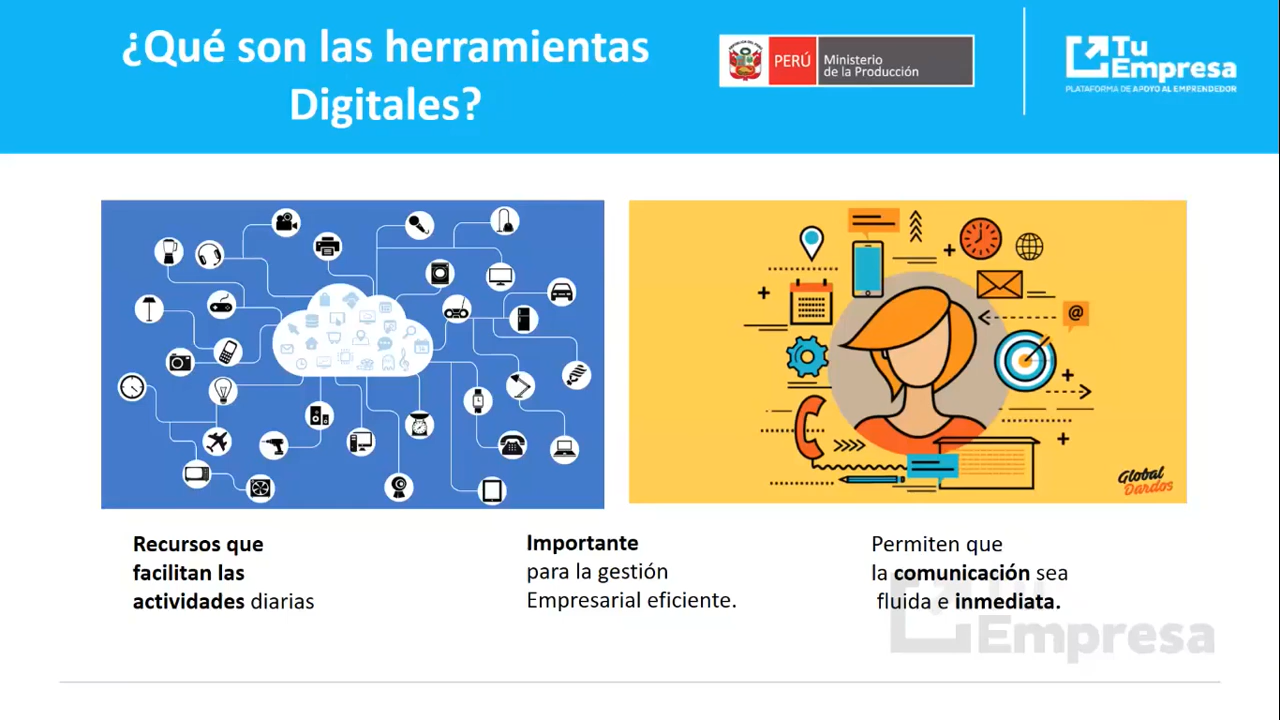 ¿Qué son las herramientas
Digitales?
PERÚ
Ministerio
de la Producción
Tu
Empresa
PLATAFORMA DE APOYO AL EMPRENDEDOR
@
Global
Dardos
Recursos que
facilitan las
actividades diarias
Importante
para la gestión
Empresarial eficiente.
Permiten que
la comunicación sea
fluida e inmediata.
Tu
Empresa